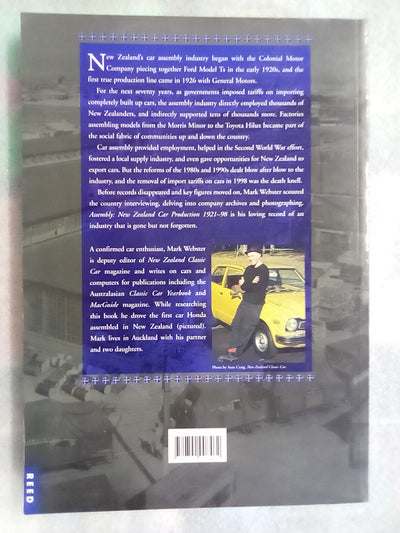 New Zealand's car assembly industry began with the Colonial Motor
Company piecing together Ford Model Ts in the early 1920s, and the
first true production line came in 1926 with General Motors.
For the next seventy years, as governments imposed tariffs on importing
completely built up cars, the assembly industry directly employed thousands of
New Zealanders, and indirectly supported tens of thousands more. Factories
assembling models from the Morris Minor to the Toyota Hilux became part of
the social fabric of communities up and down the country.
Car assembly provided employment, helped in the Second World War effort,
fostered a local supply industry, and even gave opportunities for New Zealand to
export cars. But the reforms of the 1980s and 1990s dealt blow after blow to the
industry, and the removal of import tariffs on cars in 1998 was the death knell.
Before records disappeared and key figures moved on, Mark Webster scoured
the country interviewing, delving into company archives and photographing.
Assembly: New Zealand Car Production 1921–98 is his loving record of an
industry that is gone but not forgotten.
A confirmed car enthusiast, Mark Webster
is deputy editor of New Zealand Classic
Car magazine and writes on cars and
computers for publications including the
Australasian Classic Car Yearbook and
MacGuide magazine. While researching
this book he drove the first car Honda
assembled in New Zealand (pictured).
Mark lives in Auckland with his partner
and two daughters.
Photo by Sean Craig, New Zealand Classic Car.
REED